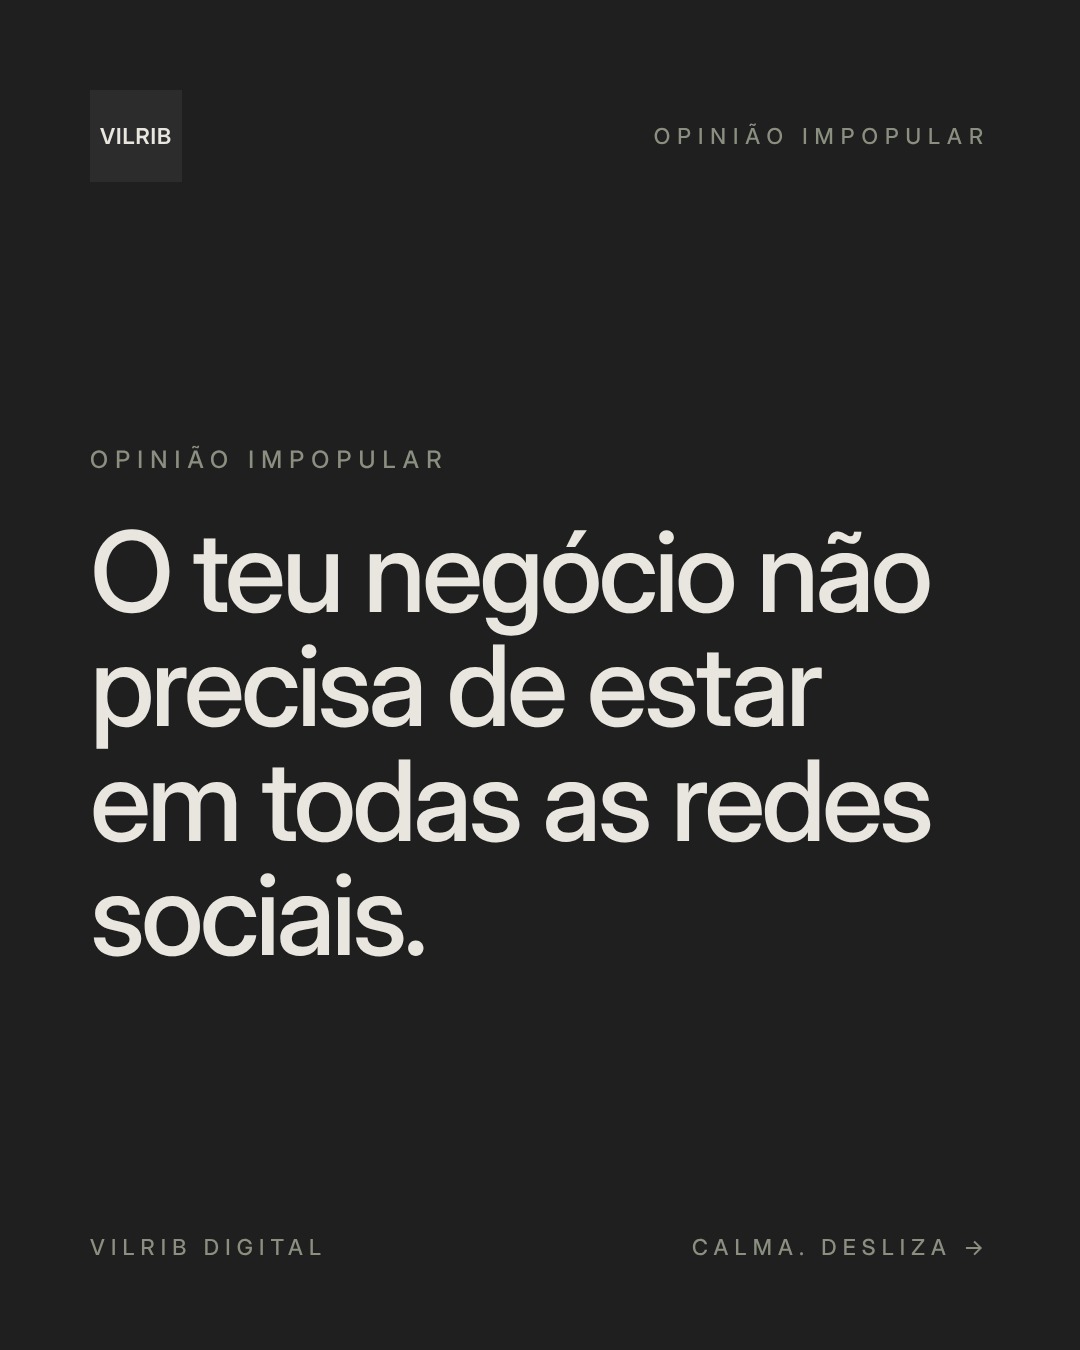 VILRIB
OPINIÃO IMPOPULAR
OPINIÃO IMPOPULAR
O teu negócio não
precisa de estar
em todas as redes
sociais.
VILRIB DIGITAL
CALMA. DESLIZA →